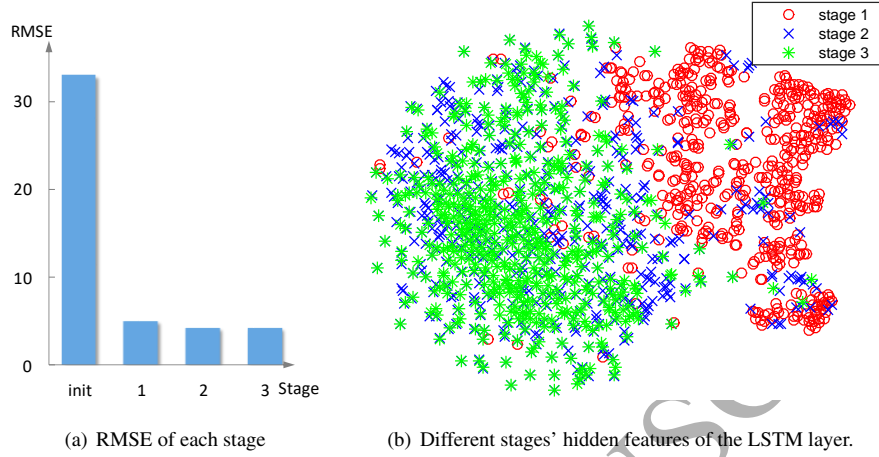 RMSE
30
20
10
0
init 1 2 3 Stage
(a) RMSE of each stage
stage 1
stage 2
stage 3
(b) Different stages' hidden features of the LSTM layer.